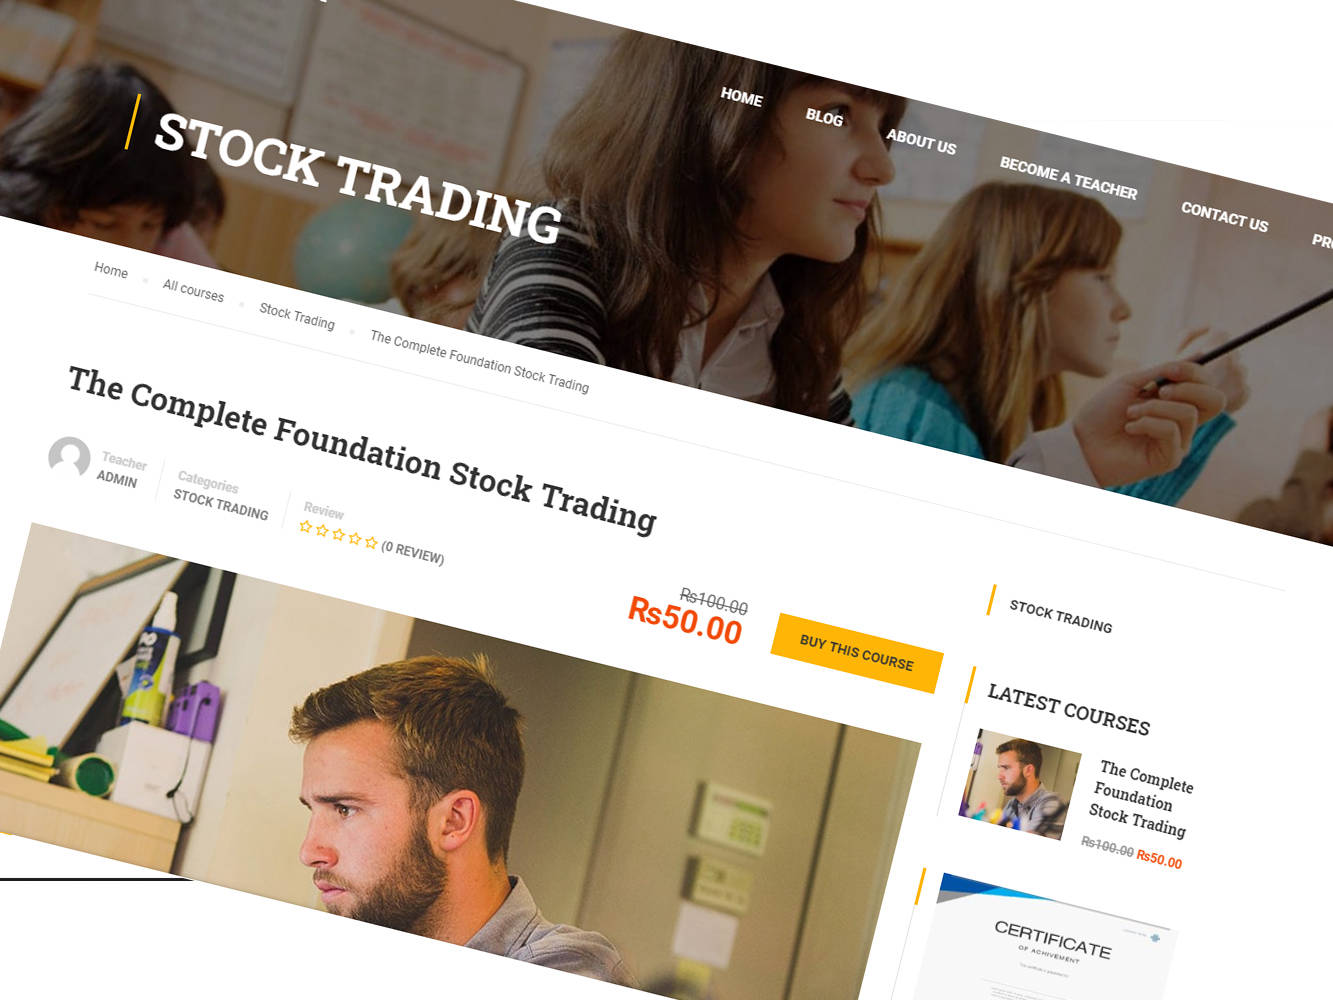 HOME
BLOG
ABOUT US
BECOME A TEACHER
CONTACT US
STOCK TRADING
Home
All courses
Stock Trading
The Complete Foundation Stock Trading
The Complete Foundation Stock Trading
Teacher
ADMIN
Categories
STOCK TRADING
Review
(0 REVIEW)
₨100.00
₨50.00
BUY THIS COURSE
STOCK TRADING
LATEST COURSES
The Complete
Foundation
Stock Trading
₨100.00 ₨50.00
CERTIFICATE
OF ACHIVEMENT